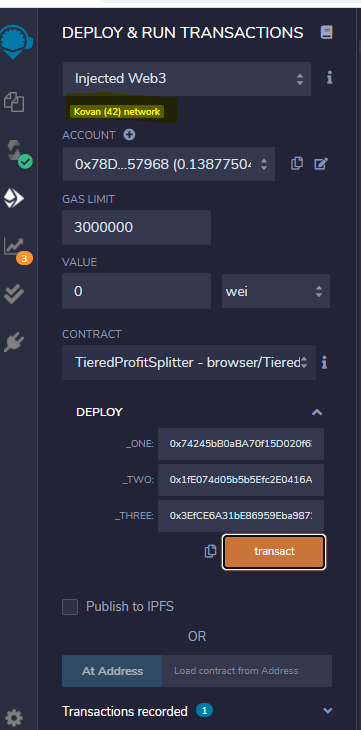 DEPLOY & RUN TRANSACTIONS
Injected Web3
Kovan (42) network
ACCOUNT
0x78D...57968 (0.13877504
GAS LIMIT
3000000
VALUE
0 wei
CONTRACT
TieredProfitSplitter - browser/Tiered
DEPLOY
_ONE: 0x74245bB0aBA70f15D020f6
_TWO: 0x1fE074d05b5b5Efc2E0416A
_THREE: 0x3EfCE6A31bE86959Eba987
transact
Publish to IPFS
OR
At Address Load contract from Address
Transactions recorded 1
3